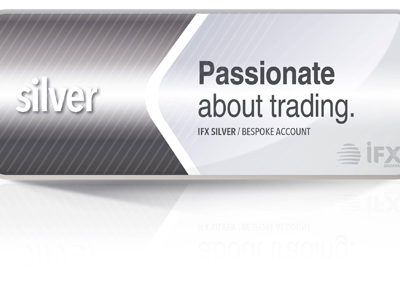 silver
Passionate
about trading.
IFX SILVER / BESPOKE ACCOUNT
iFX